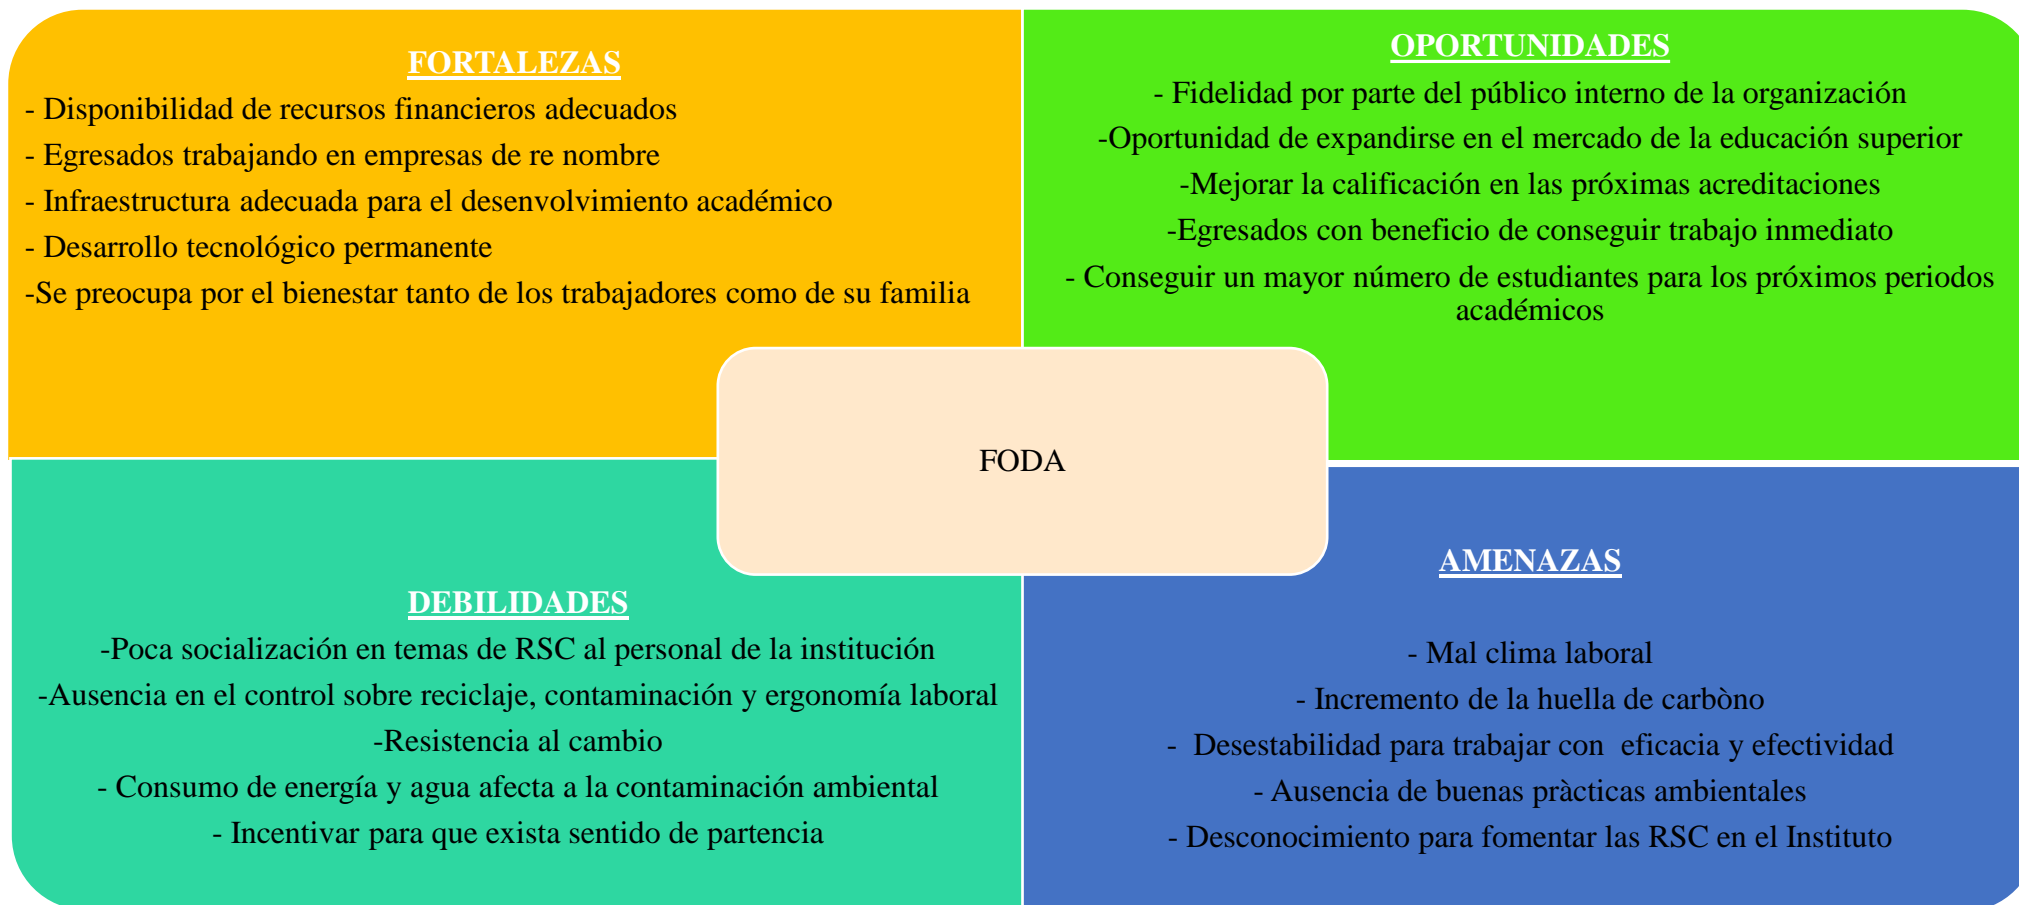 FORTALEZAS
- Disponibilidad de recursos financieros adecuados
- Egresados trabajando en empresas de re nombre
- Infraestructura adecuada para el desenvolvimiento académico
- Desarrollo tecnológico permanente
-Se preocupa por el bienestar tanto de los trabajadores como de su familia
OPORTUNIDADES
- Fidelidad por parte del público interno de la organización
-Oportunidad de expandirse en el mercado de la educación superior
-Mejorar la calificación en las próximas acreditaciones
-Egresados con beneficio de conseguir trabajo inmediato
- Conseguir un mayor número de estudiantes para los próximos periodos
académicos
FODA
DEBILIDADES
-Poca socialización en temas de RSC al personal de la institución
-Ausencia en el control sobre reciclaje, contaminación y ergonomía laboral
-Resistencia al cambio
- Consumo de energía y agua afecta a la contaminación ambiental
- Incentivar para que exista sentido de partencia
AMENAZAS
- Mal clima laboral
- Incremento de la huella de carbòno
- Desestabilidad para trabajar con eficacia y efectividad
- Ausencia de buenas pràcticas ambientales
- Desconocimiento para fomentar las RSC en el Instituto